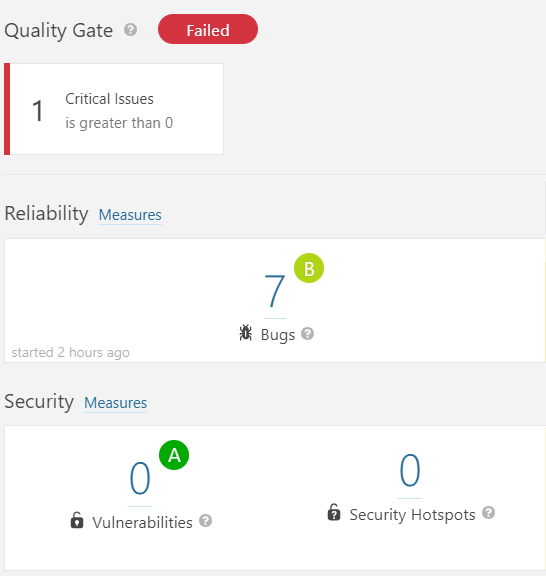 Quality Gate ? Failed
1 Critical Issues
is greater than 0
Reliability Measures
7 B
Bugs ?
started 2 hours ago
Security Measures
0 A
Vulnerabilities ?
0
Security Hotspots ?